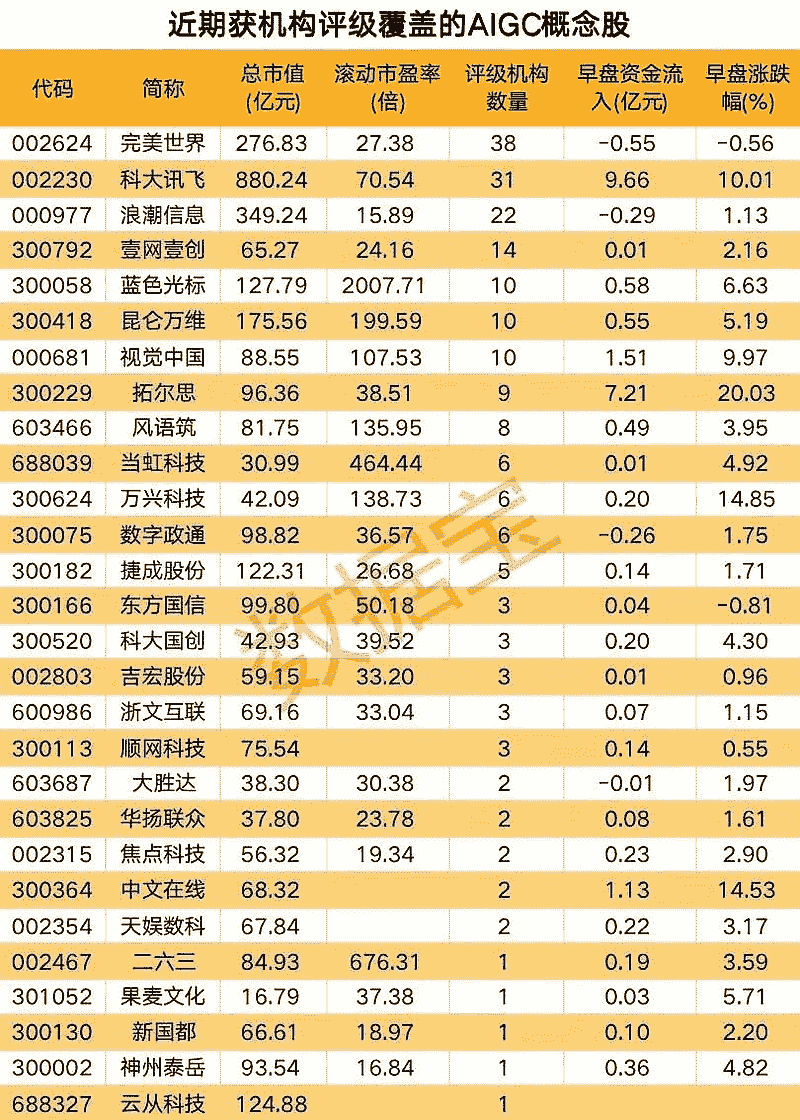 近期获机构评级覆盖的AIGC概念股
代码 简称 总市值(亿元) 滚动市盈率(倍) 评级机构数量 早盘资金流入(亿元) 早盘涨跌幅(%)
002624 完美世界 276.83 27.38 38 -0.55 -0.56
002230 科大讯飞 880.24 70.54 31 9.66 10.01
000977 浪潮信息 349.24 15.89 22 -0.29 1.13
300792 壹网壹创 65.27 24.16 14 0.01 2.16
300058 蓝色光标 127.79 2007.71 10 0.58 6.63
300418 昆仑万维 175.56 199.59 10 0.55 5.19
000681 视觉中国 88.55 107.53 10 1.51 9.97
300229 拓尔思 96.36 38.51 9 7.21 20.03
603466 风语筑 81.75 135.95 8 0.49 3.95
688039 当虹科技 30.99 464.44 6 0.01 4.92
300624 万兴科技 42.09 138.73 6 0.20 14.85
300075 数字政通 98.82 36.57 6 -0.26 1.75
300182 捷成股份 122.31 26.68 5 0.14 1.71
300166 东方国信 99.80 50.18 3 0.04 -0.81
300520 科大国创 42.93 39.52 3 0.20 4.30
002803 吉宏股份 59.15 33.20 3 0.01 0.96
600986 浙文互联 69.16 33.04 3 0.07 1.15
300113 顺网科技 75.54 3 0.14 0.55
603687 大胜达 38.30 30.38 2 -0.01 1.97
603825 华扬联众 37.80 23.78 2 0.08 1.61
002315 焦点科技 56.32 19.34 2 0.23 2.90
300364 中文在线 68.32 2 1.13 14.53
002354 天娱数科 67.84 2 0.22 3.17
002467 二六三 84.93 676.31 1 0.19 3.59
301052 果麦文化 16.79 37.38 1 0.03 5.71
300130 新国都 66.61 18.97 1 0.10 2.20
300002 神州泰岳 93.54 16.84 1 0.36 4.82
688327 云从科技 124.88 1
数据宝